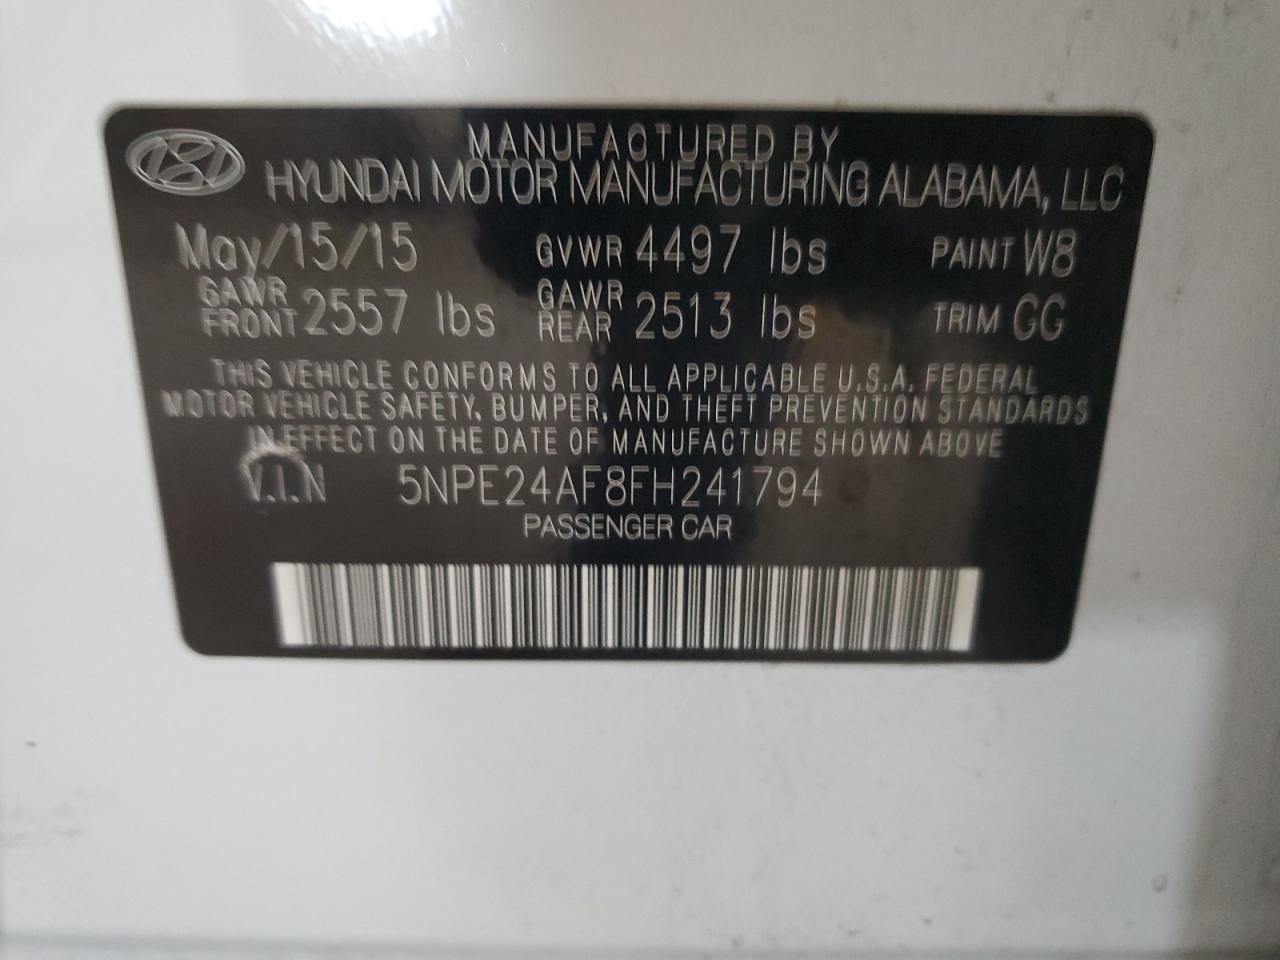 MANUFACTURED BY
HYUNDAI MOTOR MANUFACTURING ALABAMA, LLC
May/15/15 GVWR 4497 lbs PAINT W8
GAWR FRONT 2557 lbs GAWR REAR 2513 lbs TRIM GG
THIS VEHICLE CONFORMS TO ALL APPLICABLE U.S.A. FEDERAL
MOTOR VEHICLE SAFETY, BUMPER, AND THEFT PREVENTION STANDARDS
IN EFFECT ON THE DATE OF MANUFACTURE SHOWN ABOVE
V.I.N 5NPE24AF8FH241794
PASSENGER CAR